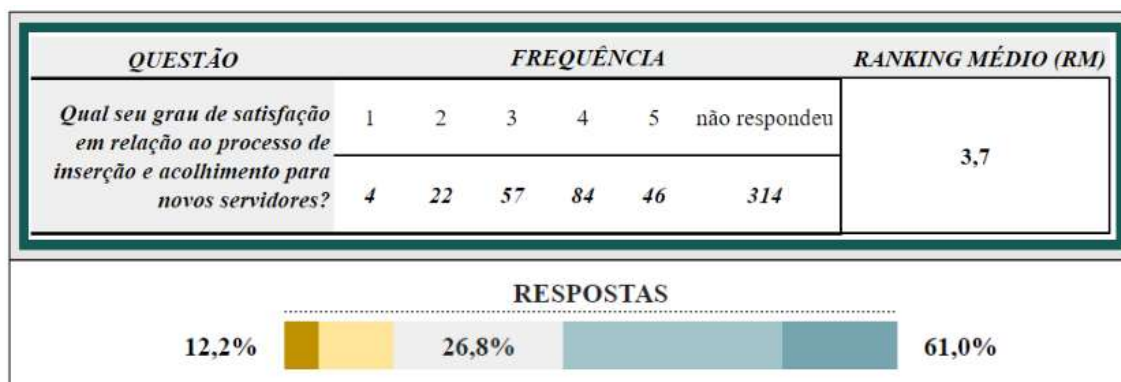 QUESTÃO FREQUÊNCIA RANKING MÉDIO (RM)
Qual seu grau de satisfação
em relação ao processo de
inserção e acolhimento para
novos servidores?
1 2 3 4 5 não respondeu
4 22 57 84 46 314
3,7
RESPOSTAS
12,2% 26,8% 61,0%